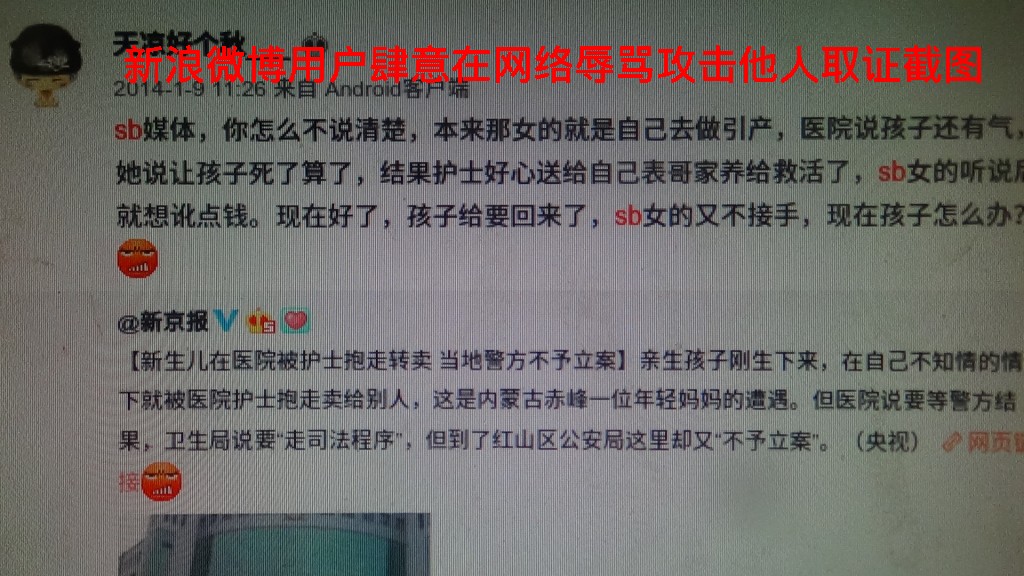 天凉好个秋
新浪微博用户肆意在网络辱骂攻击他人取证截图
2014-1-9 11:26 来自 Android客户端
sb媒体，你怎么不说清楚，本来那女的就是自己去做引产，医院说孩子还有气，
她说让孩子死了算了，结果护士好心送给自己表哥家养给救活了，sb女的听说后
就想讹点钱。现在好了，孩子给要回来了，sb女的又不接手，现在孩子怎么办？
@新京报
【新生儿在医院被护士抱走转卖 当地警方不予立案】亲生孩子刚生下来，在自己不知情的情
下就被医院护士抱走卖给别人，这是内蒙古赤峰一位年轻妈妈的遭遇。但医院说要等警方结
果，卫生局说要“走司法程序”，但到了红山区公安局这里却又“不予立案”。（央视） 网页链
接